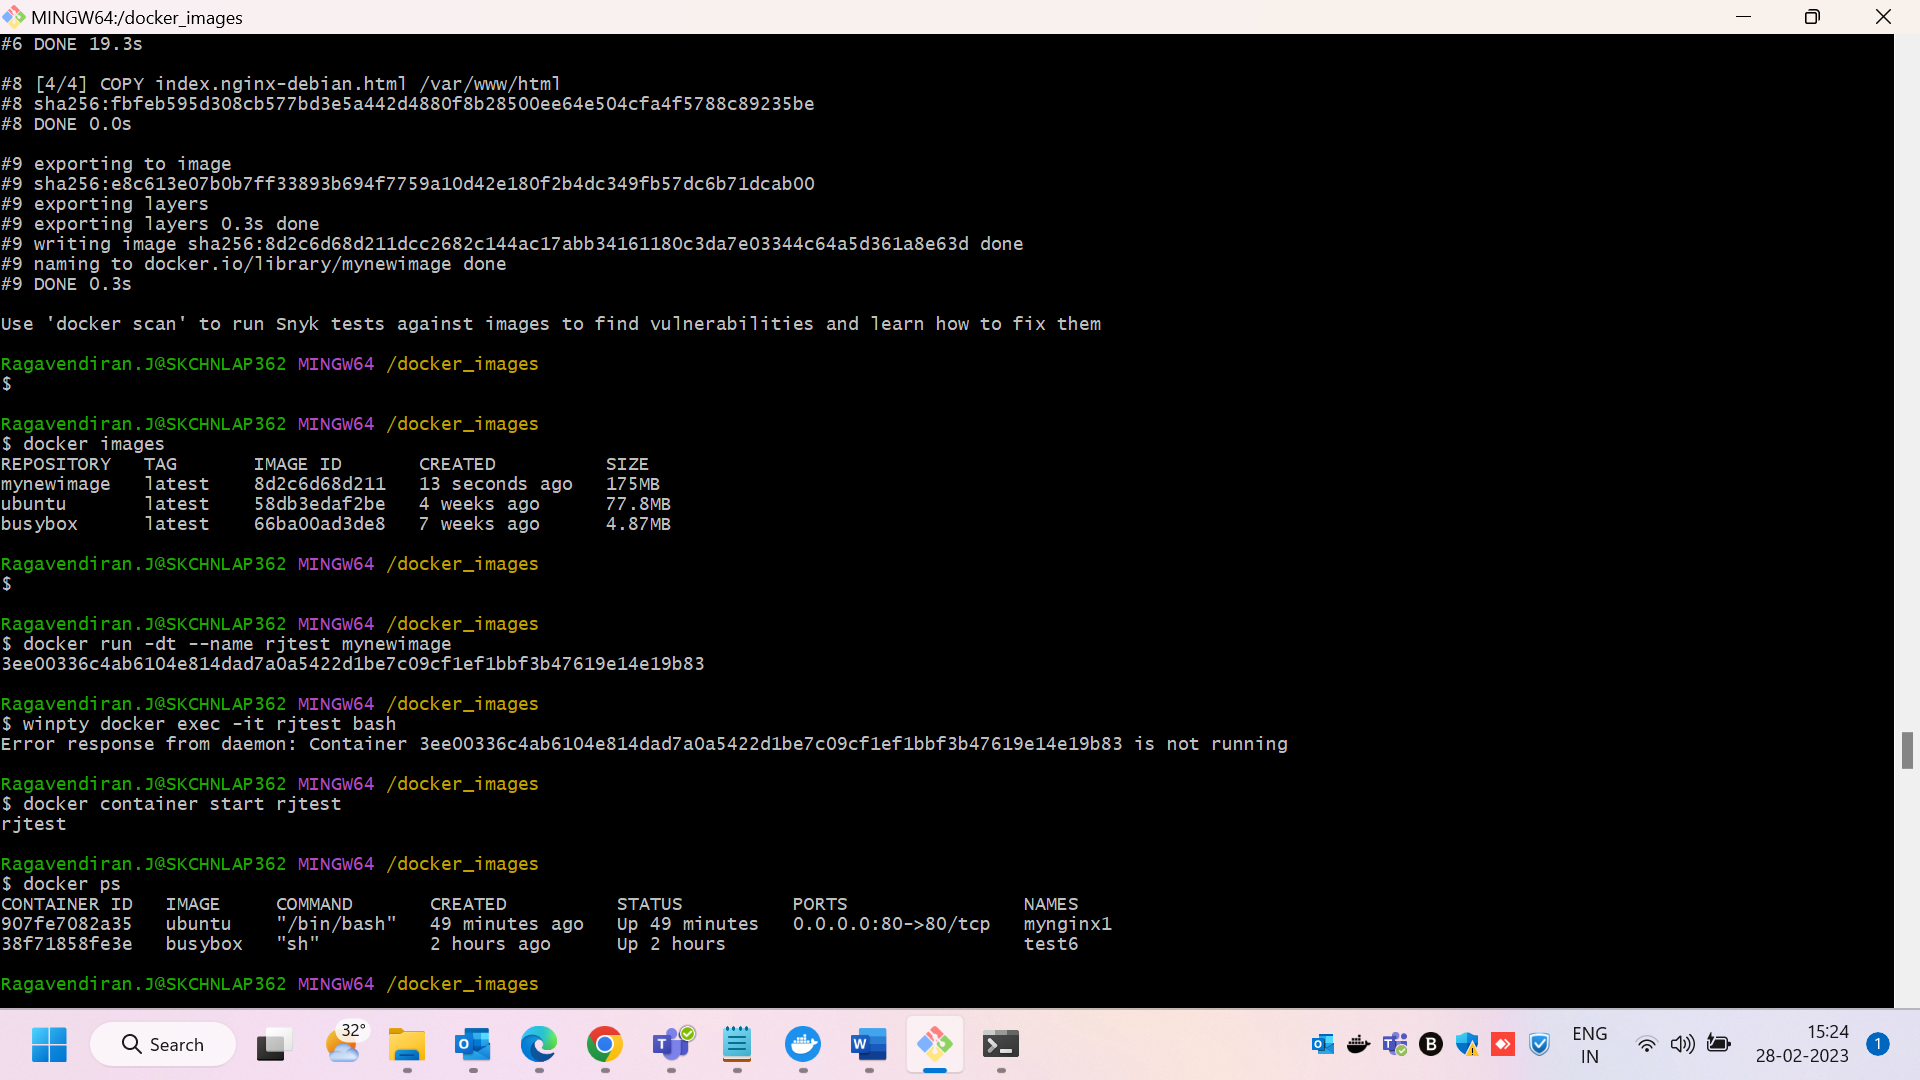 MINGW64:/docker_images
#6 DONE 19.3s
#8 [4/4] COPY index.nginx-debian.html /var/www/html
#8 sha256:fbfeb595d308cb577bd3e5a442d4880f8b28500ee64e504cfa4f5788c89235be
#8 DONE 0.0s
#9 exporting to image
#9 sha256:e8c613e07b0b7ff33893b694f7759a10d42e180f2b4dc349fb57dc6b71dcab00
#9 exporting layers
#9 exporting layers 0.3s done
#9 writing image sha256:8d2c6d68d211dcc2682c144ac17abb34161180c3da7e03344c64a5d361a8e63d done
#9 naming to docker.io/library/mynewimage done
#9 DONE 0.3s
Use 'docker scan' to run Snyk tests against images to find vulnerabilities and learn how to fix them
Ragavendiran.J@SKCHNLAP362 MINGW64 /docker_images
$
Ragavendiran.J@SKCHNLAP362 MINGW64 /docker_images
$ docker images
REPOSITORY   TAG       IMAGE ID       CREATED          SIZE
mynewimage   latest    8d2c6d68d211   13 seconds ago   175MB
ubuntu       latest    58db3edaf2be   4 weeks ago      77.8MB
busybox      latest    66ba00ad3de8   7 weeks ago      4.87MB
Ragavendiran.J@SKCHNLAP362 MINGW64 /docker_images
$
Ragavendiran.J@SKCHNLAP362 MINGW64 /docker_images
$ docker run -dt --name rjtest mynewimage
3ee00336c4ab6104e814dad7a0a5422d1be7c09cf1ef1bbf3b47619e14e19b83
Ragavendiran.J@SKCHNLAP362 MINGW64 /docker_images
$ winpty docker exec -it rjtest bash
Error response from daemon: Container 3ee00336c4ab6104e814dad7a0a5422d1be7c09cf1ef1bbf3b47619e14e19b83 is not running
Ragavendiran.J@SKCHNLAP362 MINGW64 /docker_images
$ docker container start rjtest
rjtest
Ragavendiran.J@SKCHNLAP362 MINGW64 /docker_images
$ docker ps
CONTAINER ID   IMAGE     COMMAND       CREATED          STATUS          PORTS                NAMES
907fe7082a35   ubuntu    "/bin/bash"   49 minutes ago   Up 49 minutes   0.0.0.0:80->80/tcp   mynginx1
38f71858fe3e   busybox   "sh"          2 hours ago      Up 2 hours                           test6
Ragavendiran.J@SKCHNLAP362 MINGW64 /docker_images
Search
32°
ENG
IN
15:24
28-02-2023
1